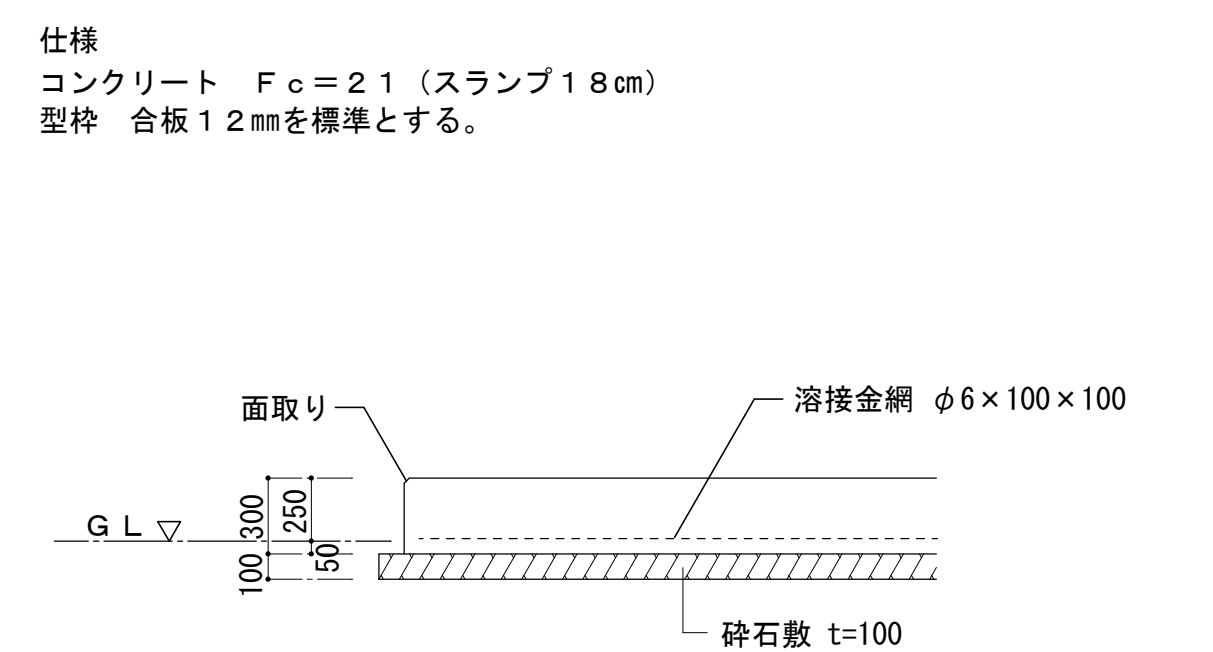 仕様
コンクリート　Ｆｃ＝２１（スランプ１８㎝）
型枠　合板１２㎜を標準とする。
面取り
溶接金網 φ6×100×100
300
250
ＧＬ
50
100
砕石敷 t=100